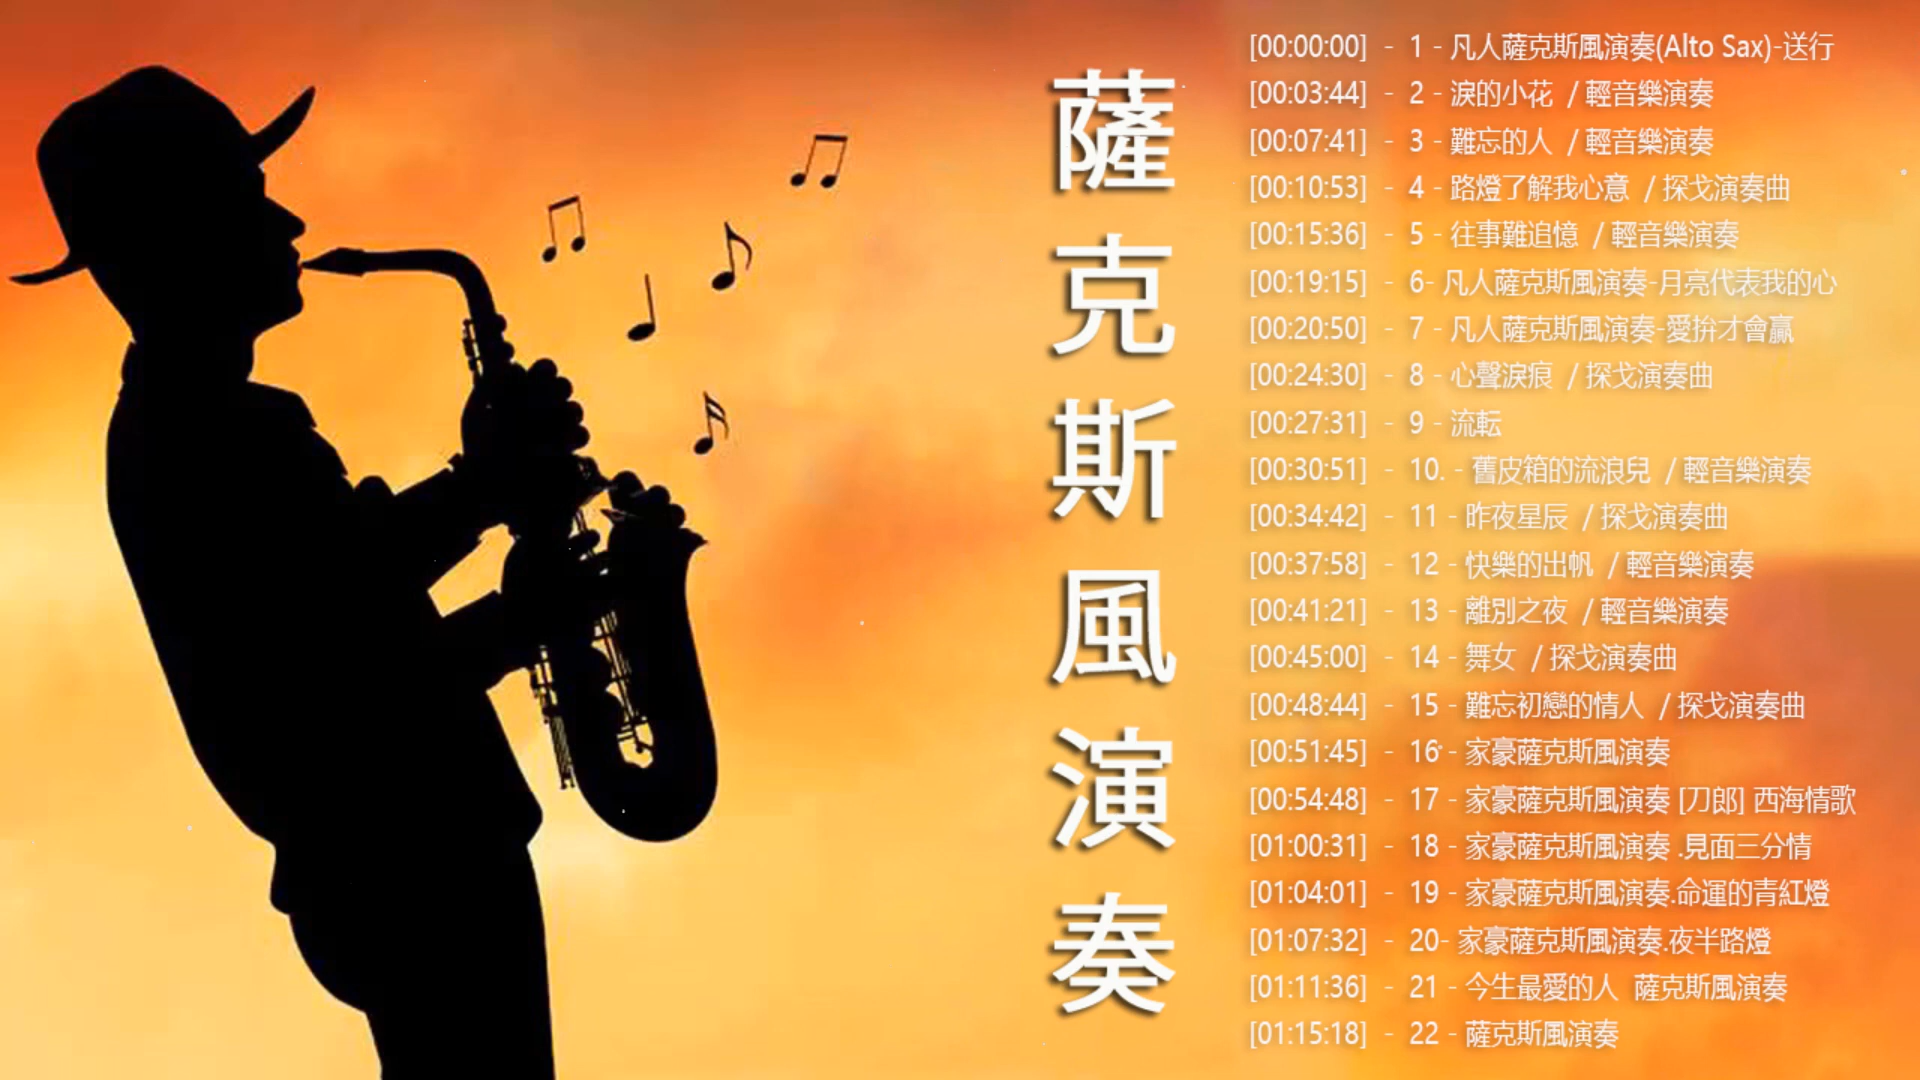 薩克斯風演奏
[00:00:00] - 1 - 凡人薩克斯風演奏(Alto Sax)-送行
[00:03:44] - 2 - 淚的小花 / 輕音樂演奏
[00:07:41] - 3 - 難忘的人 / 輕音樂演奏
[00:10:53] - 4 - 路燈了解我心意 / 探戈演奏曲
[00:15:36] - 5 - 往事難追憶 / 輕音樂演奏
[00:19:15] - 6- 凡人薩克斯風演奏-月亮代表我的心
[00:20:50] - 7 - 凡人薩克斯風演奏-愛拚才會贏
[00:24:30] - 8 - 心聲淚痕 / 探戈演奏曲
[00:27:31] - 9 - 流転
[00:30:51] - 10. - 舊皮箱的流浪兒 / 輕音樂演奏
[00:34:42] - 11 - 昨夜星辰 / 探戈演奏曲
[00:37:58] - 12 - 快樂的出帆 / 輕音樂演奏
[00:41:21] - 13 - 離別之夜 / 輕音樂演奏
[00:45:00] - 14 - 舞女 / 探戈演奏曲
[00:48:44] - 15 - 難忘初戀的情人 / 探戈演奏曲
[00:51:45] - 16 - 家豪薩克斯風演奏
[00:54:48] - 17 - 家豪薩克斯風演奏 [刀郎] 西海情歌
[01:00:31] - 18 - 家豪薩克斯風演奏 .見面三分情
[01:04:01] - 19 - 家豪薩克斯風演奏.命運的青紅燈
[01:07:32] - 20- 家豪薩克斯風演奏.夜半路燈
[01:11:36] - 21 - 今生最愛的人 薩克斯風演奏
[01:15:18] - 22 - 薩克斯風演奏